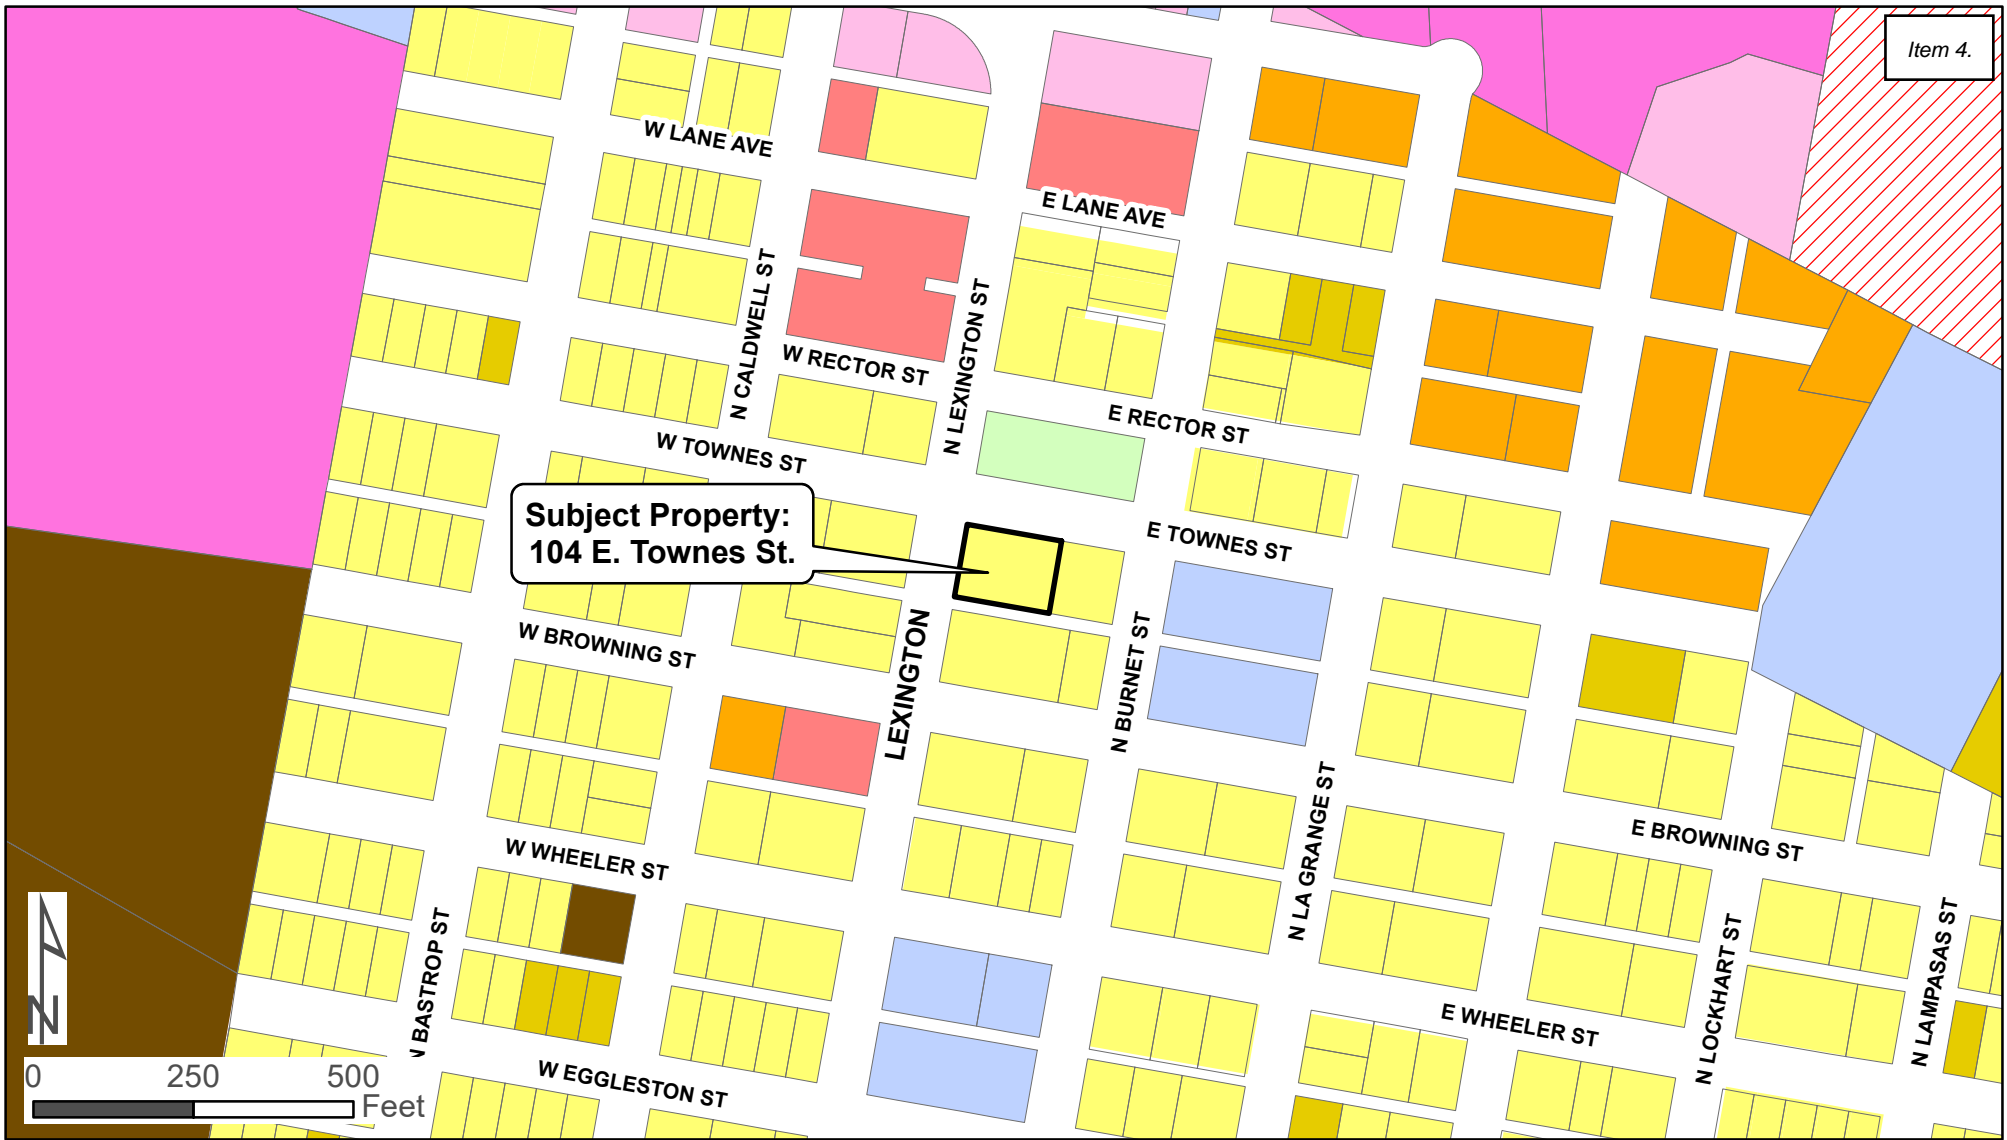 Item 4.
W LANE AVE
E LANE AVE
N CALDWELL ST
N LEXINGTON ST
W RECTOR ST
E RECTOR ST
W TOWNES ST
Subject Property:
104 E. Townes St.
E TOWNES ST
W BROWNING ST
LEXINGTON
N BURNET ST
N LA GRANGE ST
E BROWNING ST
W WHEELER ST
N BASTROP ST
N LOCKHART ST
N LAMPASAS ST
E WHEELER ST
W EGGLESTON ST
N
0 250 500
Feet